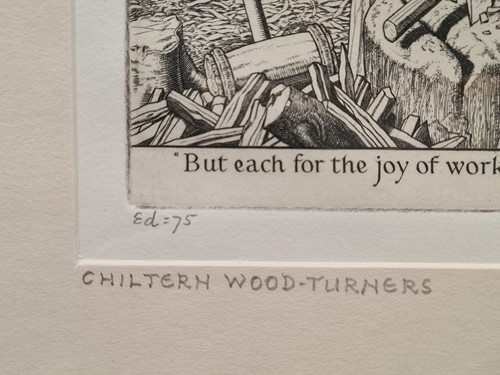 "But each for the joy of work
Ed=75
CHILTERN WOOD-TURNERS